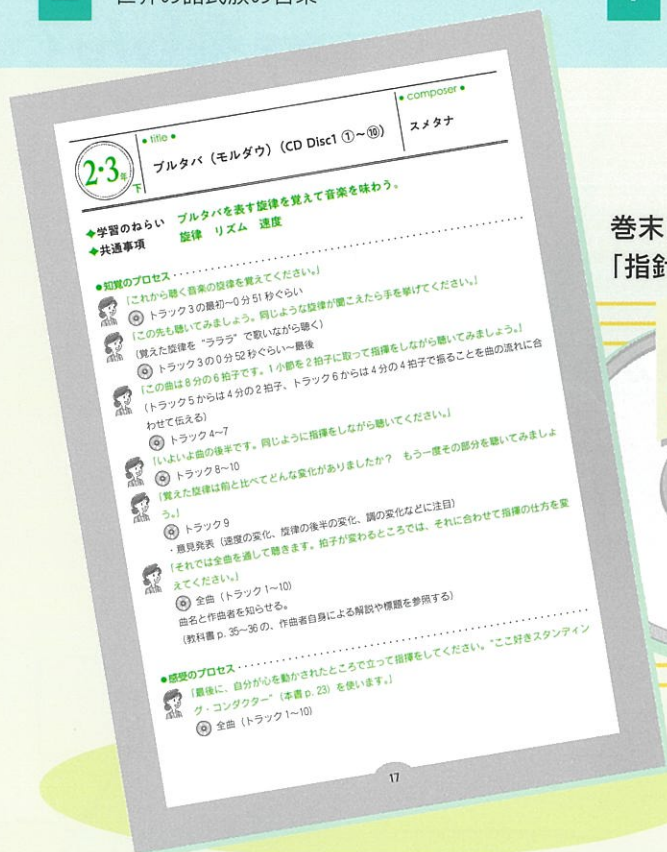 世界の諸民族の音楽
• title •
• composer •
2・3年下
ブルタバ（モルダウ）（CD Disc1 ①～⑩）
スメタナ
◆学習のねらい　ブルタバを表す旋律を覚えて音楽を味わう。
◆共通事項　旋律　リズム　速度
●知覚のプロセス
「これから聴く音楽の旋律を覚えてください。」
トラック3の最初～0分51秒ぐらい
「この先も聴いてみましょう。同じような旋律が聞こえたら手を挙げてください。」
（覚えた旋律を“ラララ”で歌いながら聴く）
トラック3の0分52秒ぐらい～最後
「この曲は8分の6拍子です。1小節を2拍子に取って指揮をしながら聴いてみましょう。」
（トラック5からは4分の2拍子、トラック6からは4分の4拍子で振ることを曲の流れに合
わせて伝える）
トラック4～7
「いよいよ曲の後半です。同じように指揮をしながら聴いてください。」
トラック8～10
「覚えた旋律は前と比べてどんな変化がありましたか？　もう一度その部分を聴いてみましょ
う。」
トラック9
・意見発表（速度の変化、旋律の後半の変化、調の変化などに注目）
「それでは全曲を通して聴きます。拍子が変わるところでは、それに合わせて指揮の仕方を変
えてください。」
全曲（トラック1～10）
曲名と作曲者を知らせる。
（教科書p. 35～36の、作曲者自身による解説や標題を参照する）
●感受のプロセス
「最後に、自分が心を動かされたところで立って指揮をしてください。“ここ好きスタンディン
グ・コンダクター”（本書p. 23）を使います。」
全曲（トラック1～10）
17
巻末
「指針